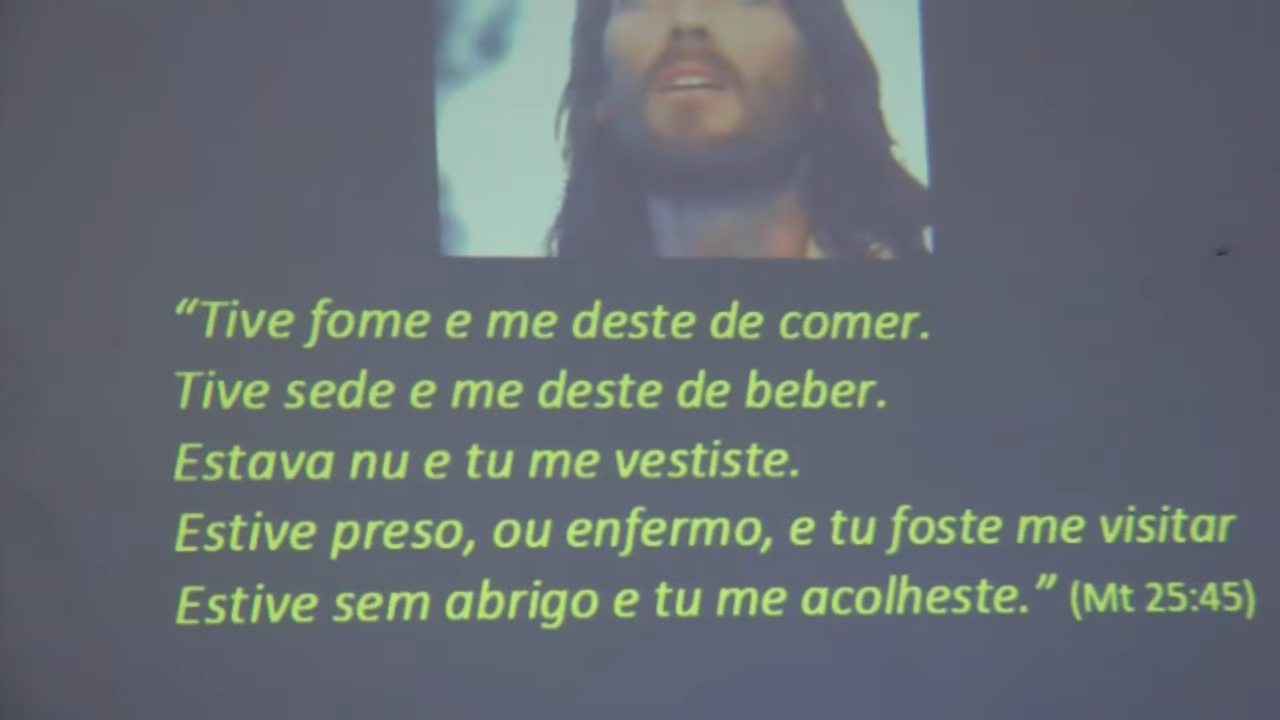 “Tive fome e me deste de comer.
Tive sede e me deste de beber.
Estava nu e tu me vestiste.
Estive preso, ou enfermo, e tu foste me visitar
Estive sem abrigo e tu me acolheste.” (Mt 25:45)